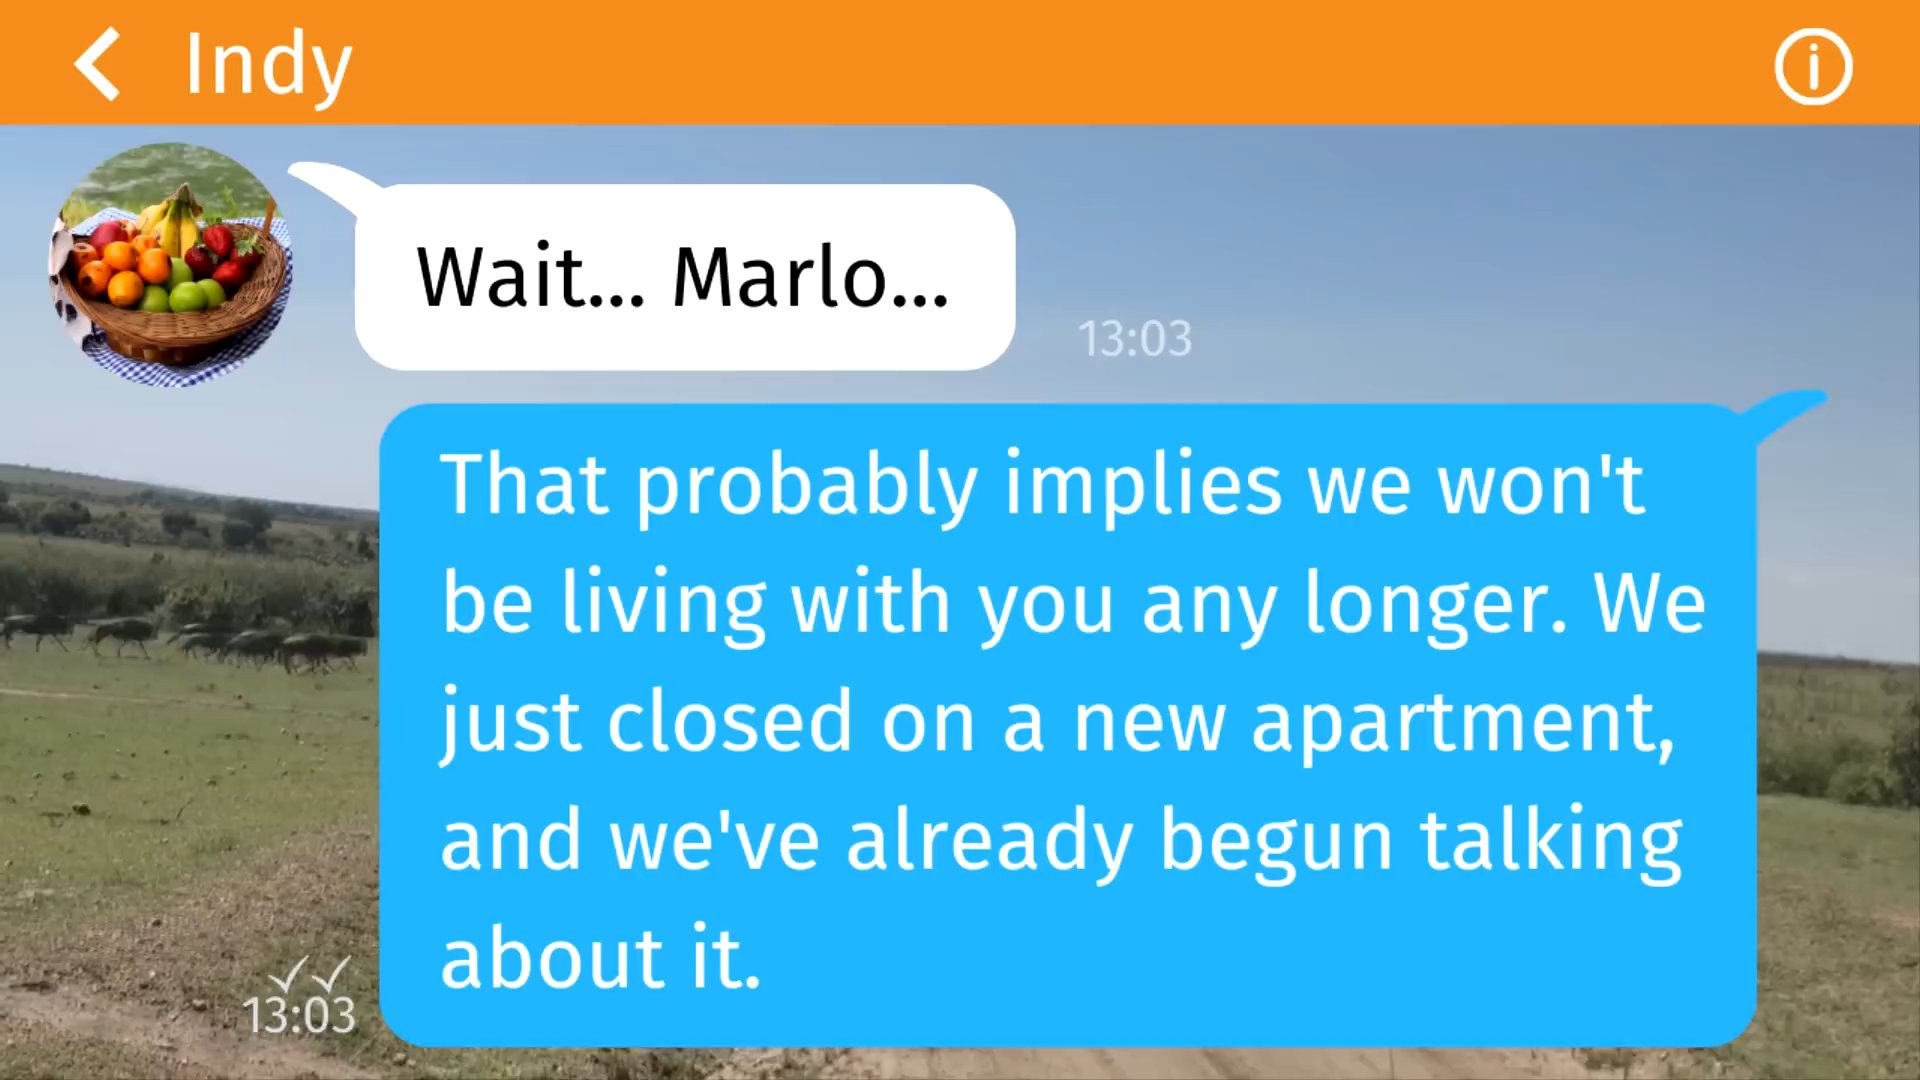 Indy
Wait... Marlo...
13:03
That probably implies we won't
be living with you any longer. We
just closed on a new apartment,
and we've already begun talking
about it.
13:03